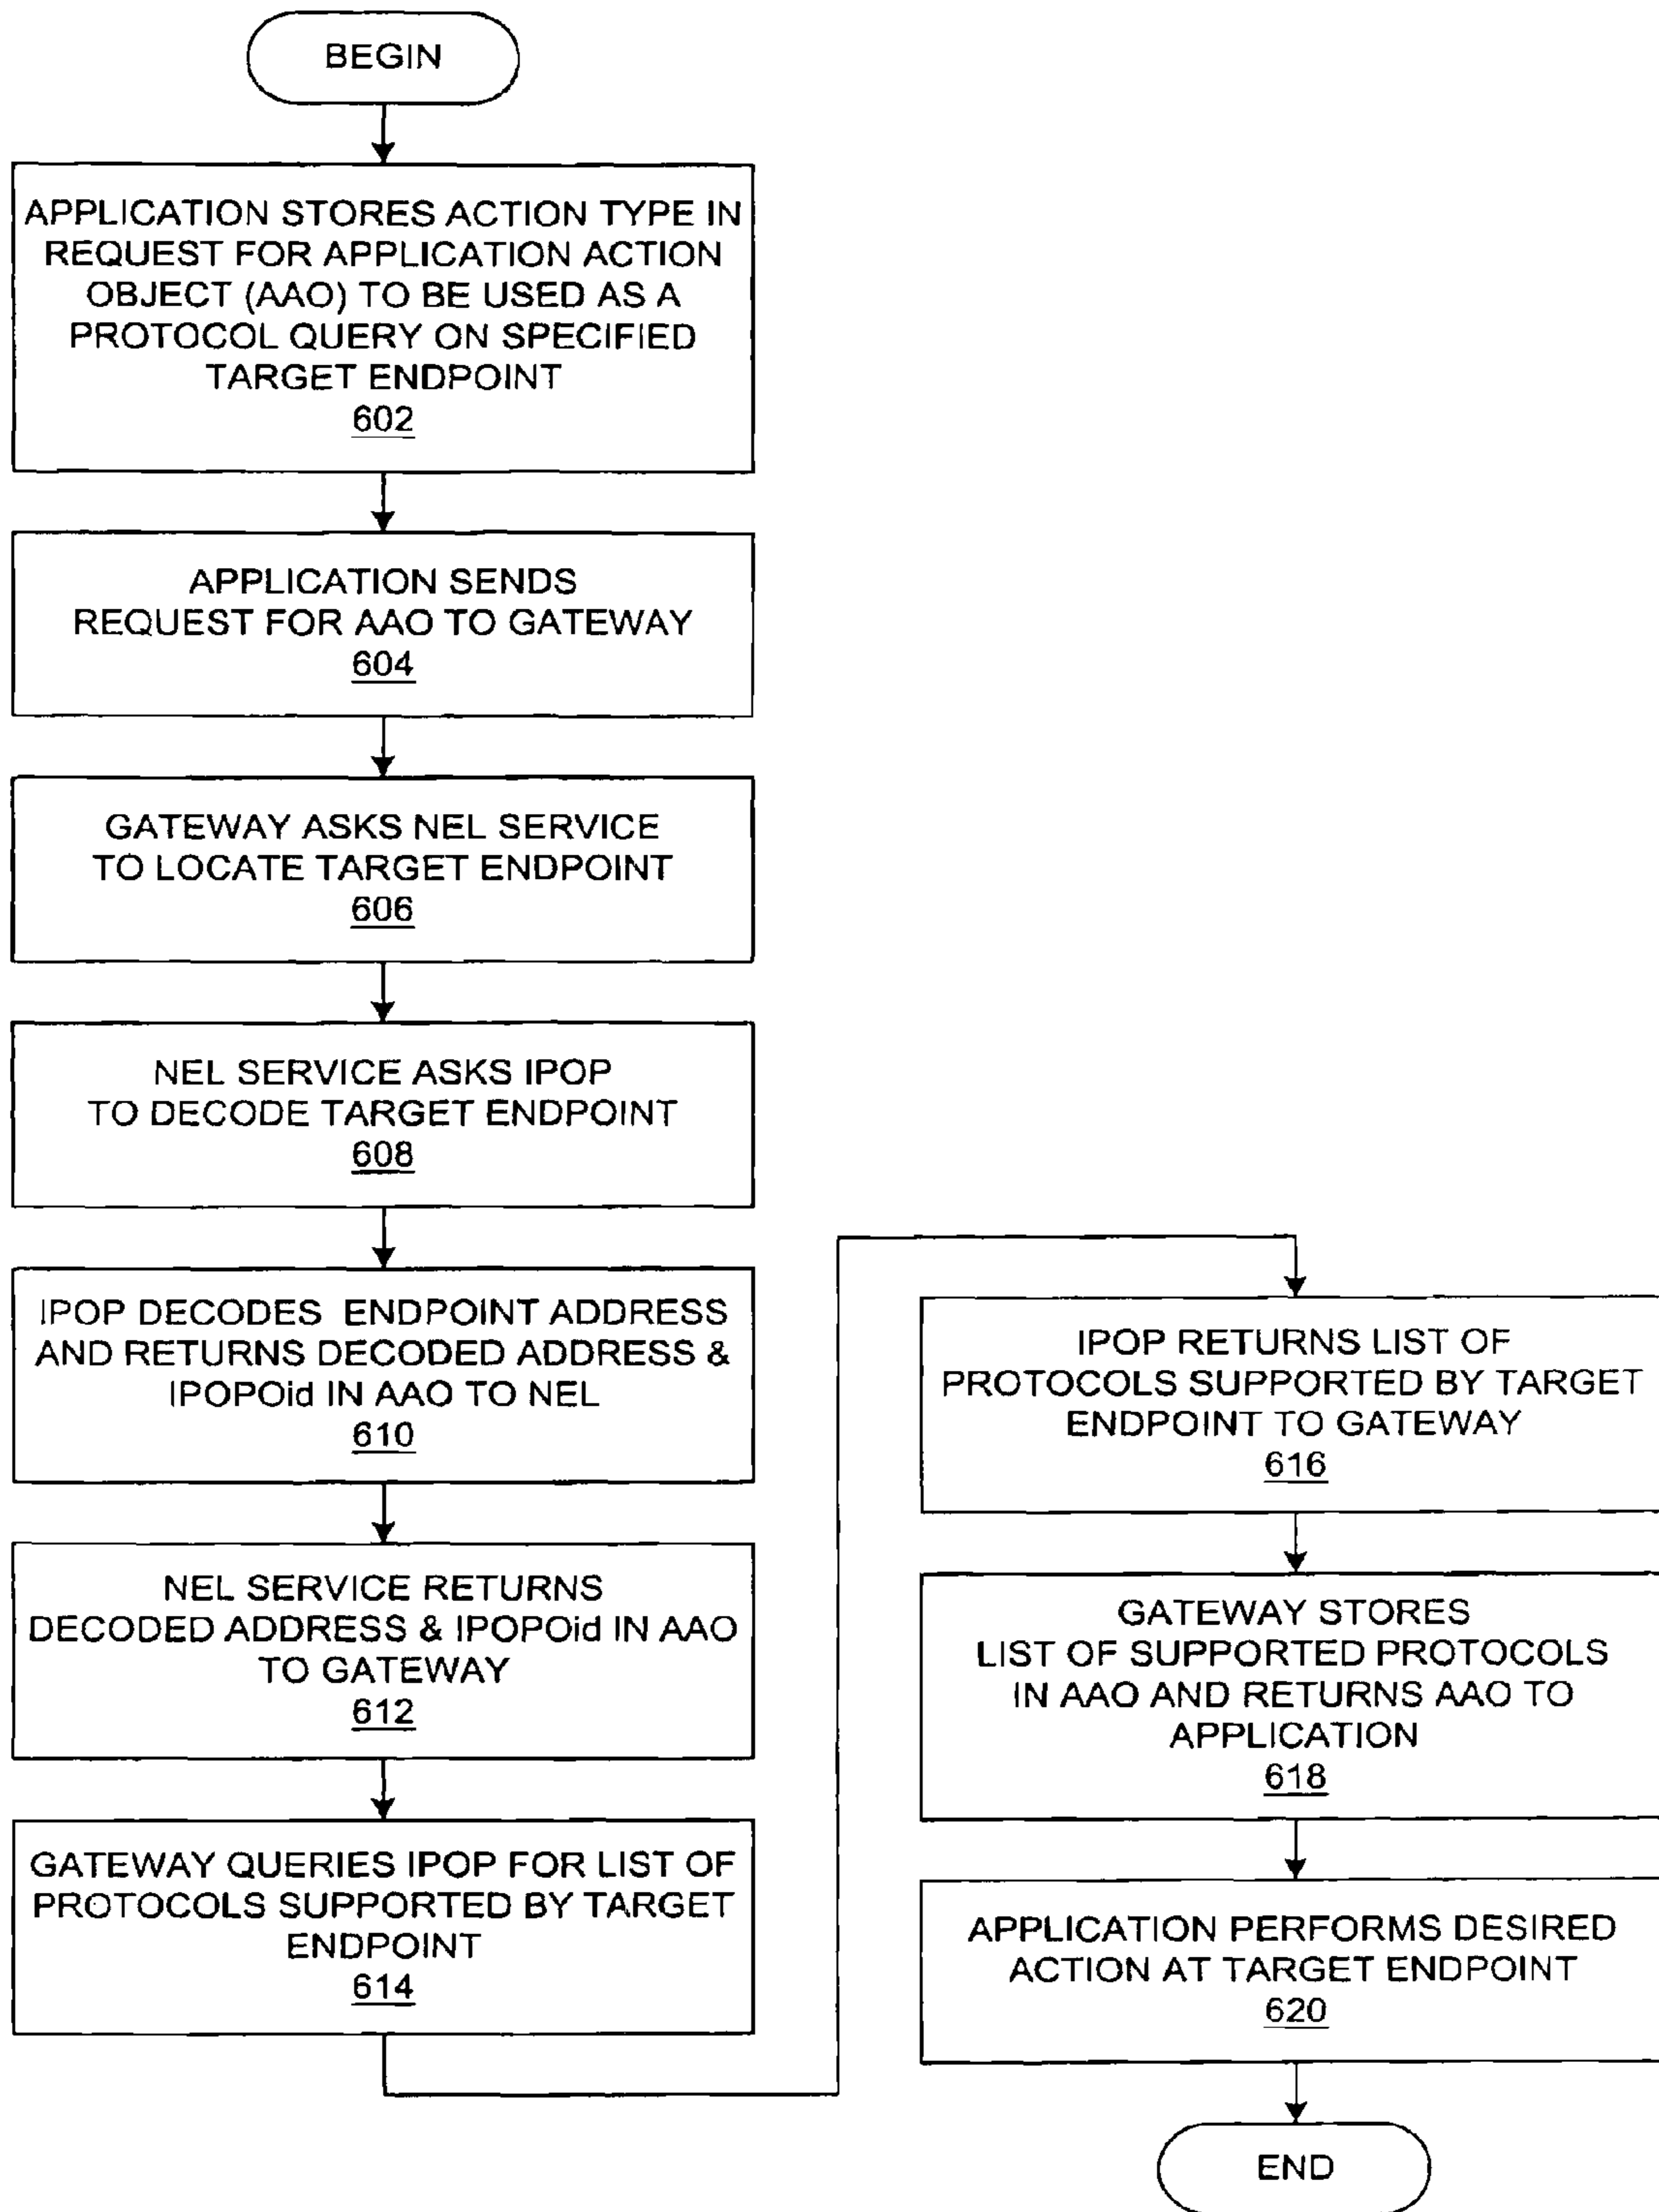 BEGIN
APPLICATION STORES ACTION TYPE IN
REQUEST FOR APPLICATION ACTION
OBJECT (AAO) TO BE USED AS A
PROTOCOL QUERY ON SPECIFIED
TARGET ENDPOINT
602
APPLICATION SENDS
REQUEST FOR AAO TO GATEWAY
604
GATEWAY ASKS NEL SERVICE
TO LOCATE TARGET ENDPOINT
606
NEL SERVICE ASKS IPOP
TO DECODE TARGET ENDPOINT
608
IPOP DECODES ENDPOINT ADDRESS
AND RETURNS DECODED ADDRESS &
IPOPOid IN AAO TO NEL
610
NEL SERVICE RETURNS
DECODED ADDRESS & IPOPOid IN AAO
TO GATEWAY
612
GATEWAY QUERIES IPOP FOR LIST OF
PROTOCOLS SUPPORTED BY TARGET
ENDPOINT
614
IPOP RETURNS LIST OF
PROTOCOLS SUPPORTED BY TARGET
ENDPOINT TO GATEWAY
616
GATEWAY STORES
LIST OF SUPPORTED PROTOCOLS
IN AAO AND RETURNS AAO TO
APPLICATION
618
APPLICATION PERFORMS DESIRED
ACTION AT TARGET ENDPOINT
620
END